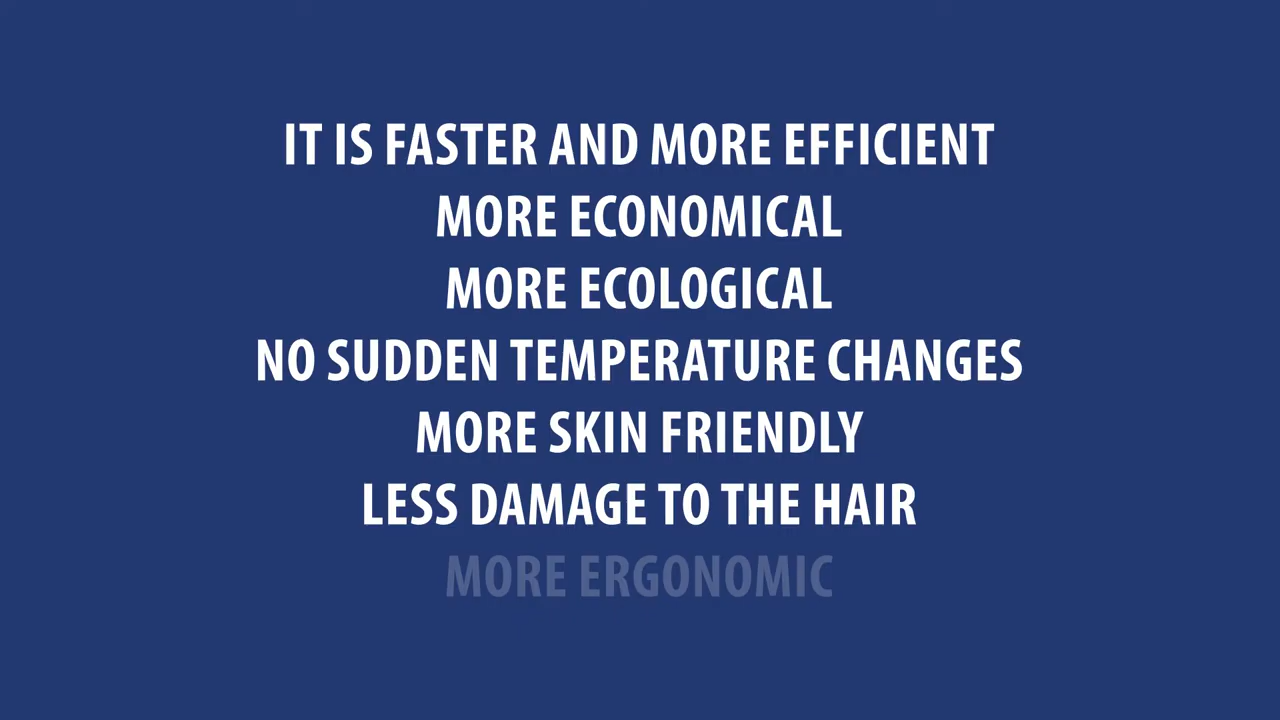 IT IS FASTER AND MORE EFFICIENT
MORE ECONOMICAL
MORE ECOLOGICAL
NO SUDDEN TEMPERATURE CHANGES
MORE SKIN FRIENDLY
LESS DAMAGE TO THE HAIR
MORE ERGONOMIC